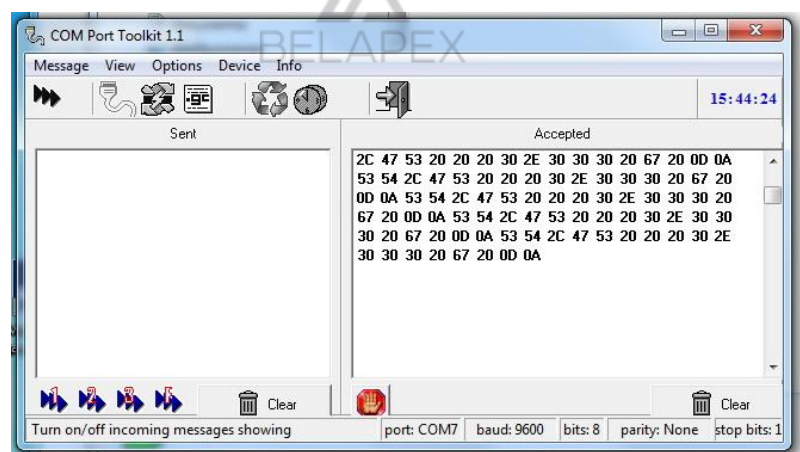 COM Port Toolkit 1.1
BELAPEX
Message View Options Device Info
15:44:24
Sent
Accepted
2C 47 53 20 20 20 30 2E 30 30 30 20 67 20 0D 0A
53 54 2C 47 53 20 20 20 30 2E 30 30 30 20 67 20
0D 0A 53 54 2C 47 53 20 20 20 30 2E 30 30 30 20
67 20 0D 0A 53 54 2C 47 53 20 20 20 30 2E 30 30
30 20 67 20 0D 0A 53 54 2C 47 53 20 20 20 30 2E
30 30 30 20 67 20 0D 0A
1 2 3 F
Clear
Clear
Turn on/off incoming messages showing
port: COM7 baud: 9600 bits: 8 parity: None stop bits: 1